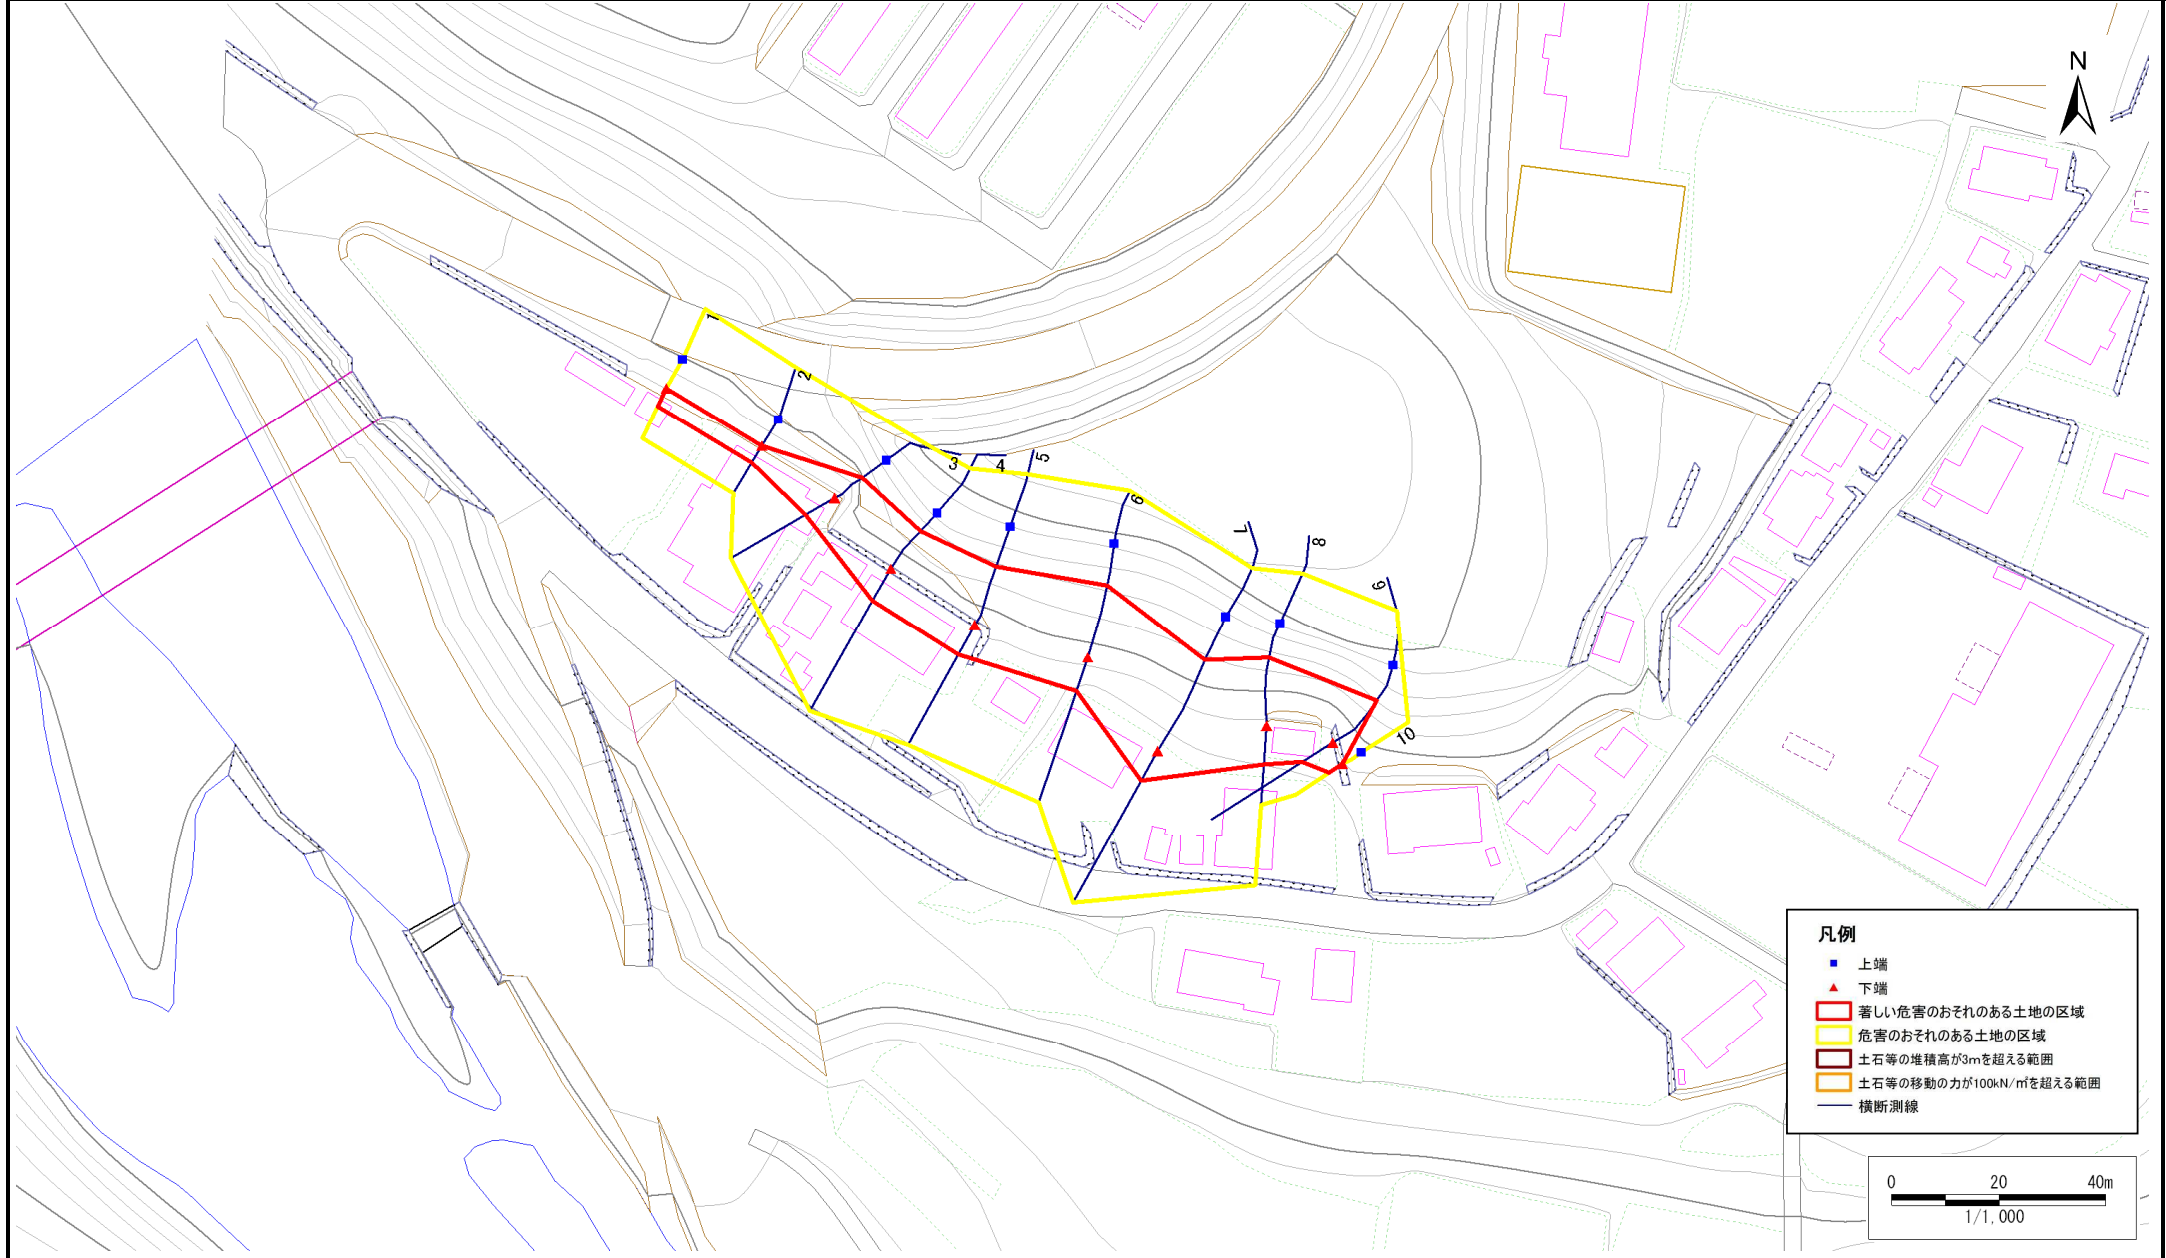 N
1
2
3
4
5
6
7
8
9
10
凡例
上端
下端
著しい危害のおそれのある土地の区域
危害のおそれのある土地の区域
土石等の堆積高が3mを超える範囲
土石等の移動の力が100kN/㎡を超える範囲
横断測線
0 20 40m
1/1,000